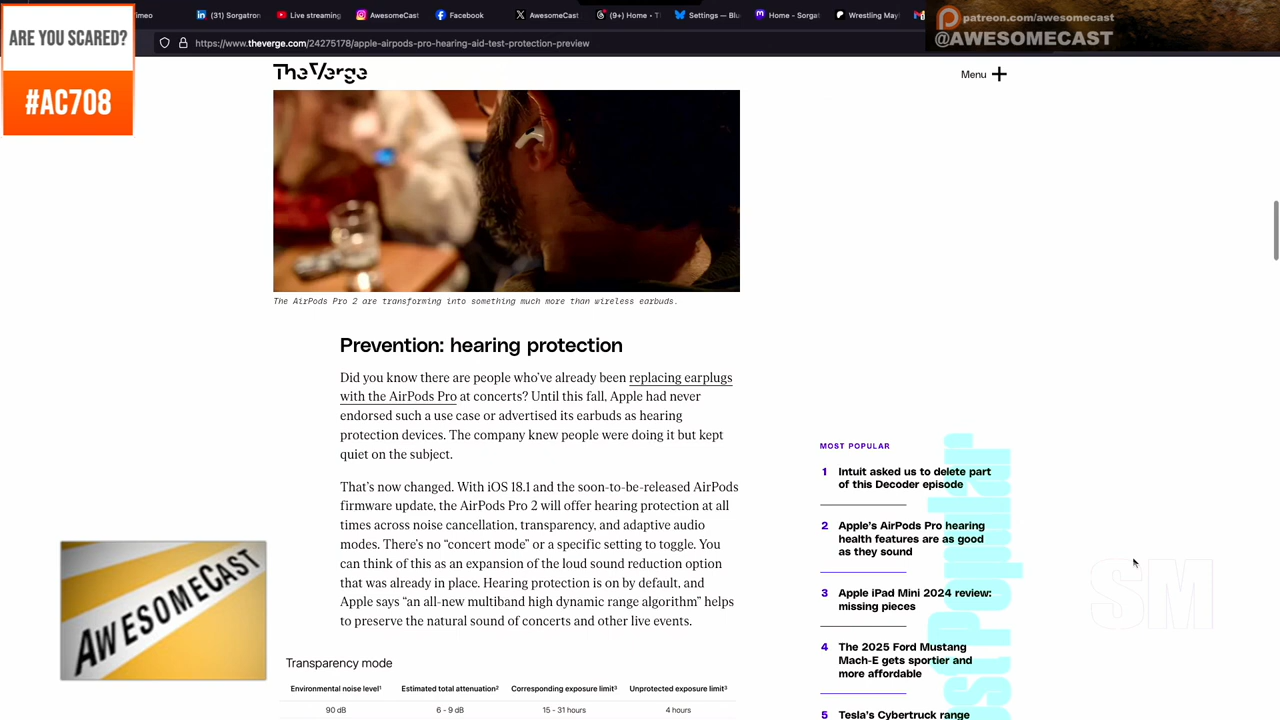 ARE YOU SCARED?
#AC708
imeo
(31) Sorgatron
Live streaming
AwesomeCast
Facebook
AwesomeCast
(9+) Home - T
Settings — Blu
Home - Sorgat
Wrestling May
patreon.com/awesomecast
@AWESOMECAST
https://www.theverge.com/24275178/apple-airpods-pro-hearing-aid-test-protection-preview
The Verge
Menu
The AirPods Pro 2 are transforming into something much more than wireless earbuds.
Prevention: hearing protection
Did you know there are people who’ve already been replacing earplugs
with the AirPods Pro at concerts? Until this fall, Apple had never
endorsed such a use case or advertised its earbuds as hearing
protection devices. The company knew people were doing it but kept
quiet on the subject.
That’s now changed. With iOS 18.1 and the soon-to-be-released AirPods
firmware update, the AirPods Pro 2 will offer hearing protection at all
times across noise cancellation, transparency, and adaptive audio
modes. There’s no “concert mode” or a specific setting to toggle. You
can think of this as an expansion of the loud sound reduction option
that was already in place. Hearing protection is on by default, and
Apple says “an all-new multiband high dynamic range algorithm” helps
to preserve the natural sound of concerts and other live events.
Transparency mode
Environmental noise level¹ Estimated total attenuation² Corresponding exposure limit³ Unprotected exposure limit³
90 dB 6 - 9 dB 15 - 31 hours 4 hours
MOST POPULAR
1 Intuit asked us to delete part
of this Decoder episode
2 Apple’s AirPods Pro hearing
health features are as good
as they sound
3 Apple iPad Mini 2024 review:
missing pieces
4 The 2025 Ford Mustang
Mach-E gets sportier and
more affordable
5 Tesla’s Cybertruck range
AWESOMECAST
SM